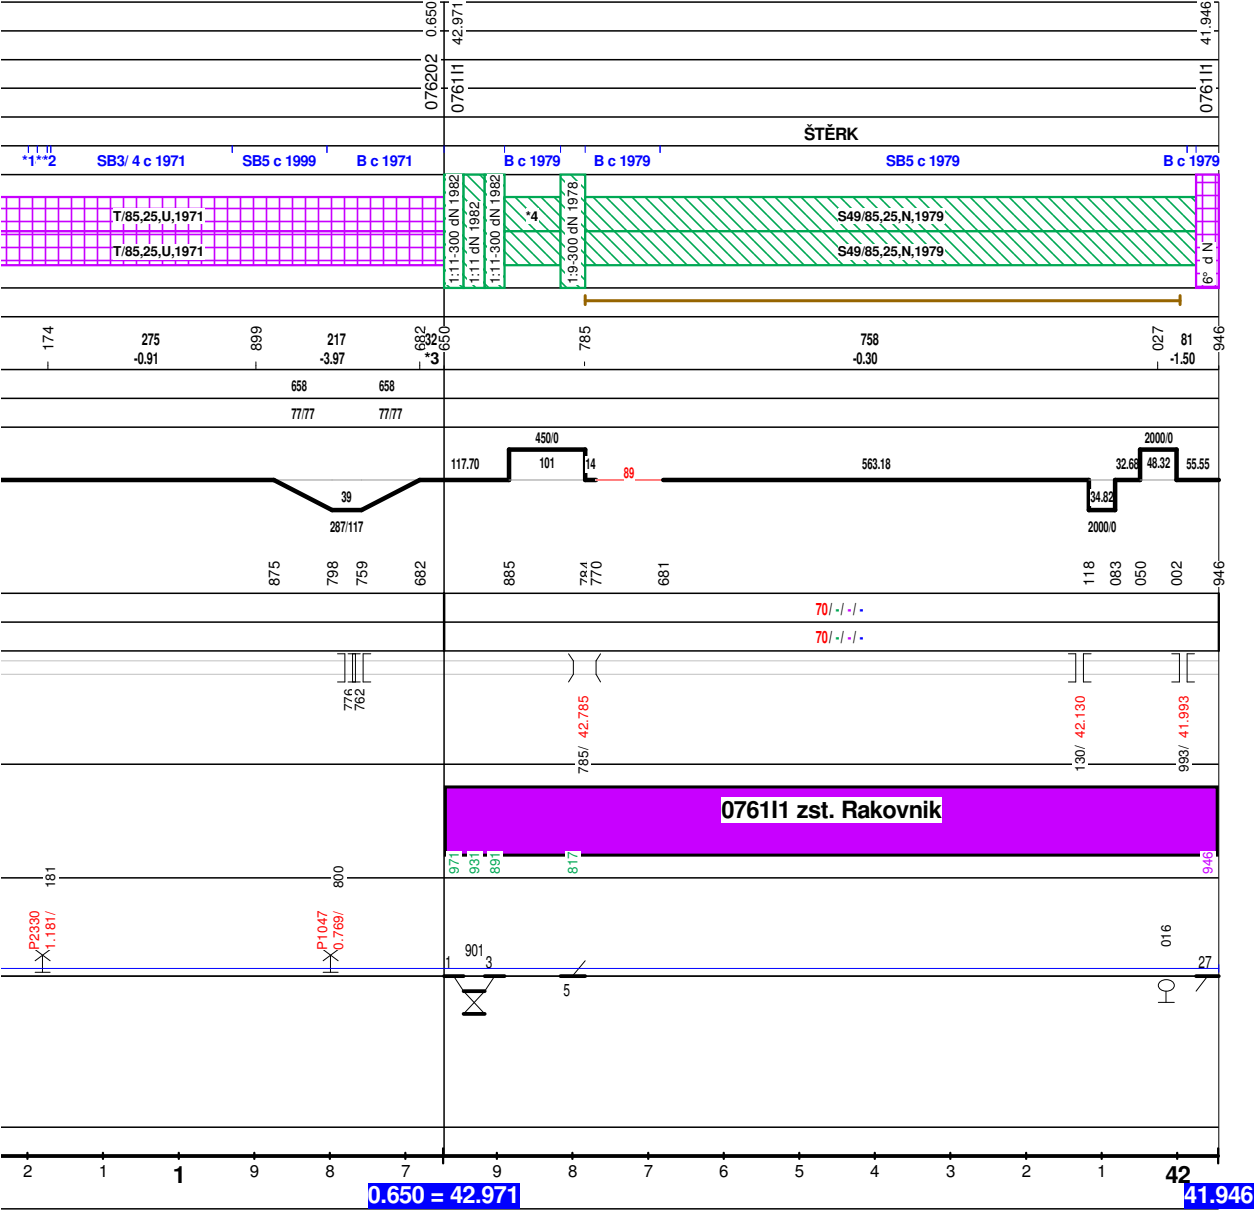 0.650
42.971
41.946
076202
0761I1
0761I1
ŠTĚRK
*1**2 SB3/ 4 c 1971 SB5 c 1999 B c 1971 B c 1979 B c 1979 SB5 c 1979 B c 1979
1:11-300 dN 1982
1:11 dN 1982
1:11-300 dN 1982
1:9-300 dN 1978
6° d N
T/85,25,U,1971 *4 S49/85,25,N,1979
T/85,25,U,1971 S49/85,25,N,1979
174 275 899 217 682 32 650 785 758 027 81 946
-0.91 -3.97 *3 -0.30 -1.50
658 658
77/77 77/77
450/0 2000/0
117.70 101 14 89 563.18 32.68 48.32 55.55
39 34.82
287/117 2000/0
875 798 759 682 885 784 770 681 118 083 050 002 946
70/ -/ -/ -
70/ -/ -/ -
776 762
785/ 42.785
130/ 42.130
993/ 41.993
0761I1 zst. Rakovnik
971 931 891 817 946
181 800
P2330
1.181/
P1047
0.769/
016
1 901 3 27
5
2 1 1 9 8 7 9 8 7 6 5 4 3 2 1 42
0.650 = 42.971 41.946